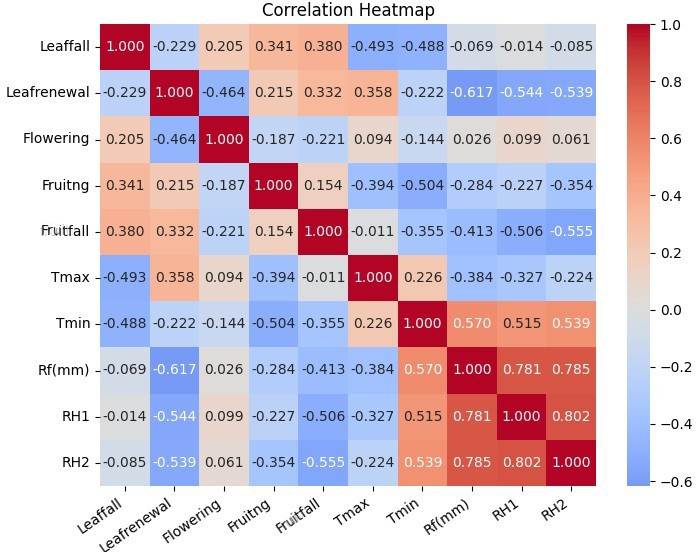 Correlation Heatmap
Leaffall 1.000 -0.229 0.205 0.341 0.380 -0.493 -0.488 -0.069 -0.014 -0.085
Leafrenewal -0.229 1.000 -0.464 0.215 0.332 0.358 -0.222 -0.617 -0.544 -0.539
Flowering 0.205 -0.464 1.000 -0.187 -0.221 0.094 -0.144 0.026 0.099 0.061
Fruitng 0.341 0.215 -0.187 1.000 0.154 -0.394 -0.504 -0.284 -0.227 -0.354
Fruitfall 0.380 0.332 -0.221 0.154 1.000 -0.011 -0.355 -0.413 -0.506 -0.555
Tmax -0.493 0.358 0.094 -0.394 -0.011 1.000 0.226 -0.384 -0.327 -0.224
Tmin -0.488 -0.222 -0.144 -0.504 -0.355 0.226 1.000 0.570 0.515 0.539
Rf(mm) -0.069 -0.617 0.026 -0.284 -0.413 -0.384 0.570 1.000 0.781 0.785
RH1 -0.014 -0.544 0.099 -0.227 -0.506 -0.327 0.515 0.781 1.000 0.802
RH2 -0.085 -0.539 0.061 -0.354 -0.555 -0.224 0.539 0.785 0.802 1.000
Leaffall Leafrenewal Flowering Fruitng Fruitfall Tmax Tmin Rf(mm) RH1 RH2
1.0
0.8
0.6
0.4
0.2
0.0
−0.2
−0.4
−0.6